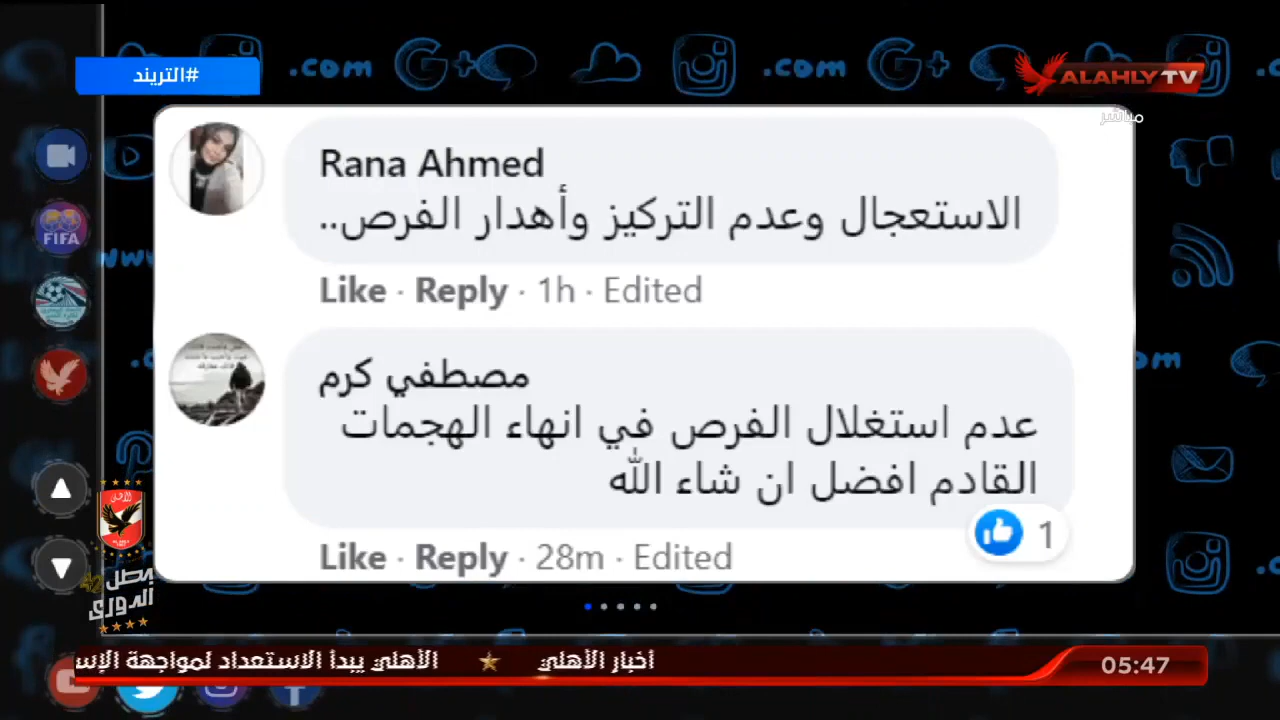 #التريند
.com
G+
.com
G+
ALAHLY TV
مباشر
Rana Ahmed
الاستعجال وعدم التركيز وأهدار الفرص..
Like · Reply · 1h · Edited
FIFA
مصطفي كرم
عدم استغلال الفرص في انهاء الهجمات
القادم افضل ان شاء الله
1
Like · Reply · 28m · Edited
بطل
الدوري
أخبار الأهلي
الأهلي يبدأ الاستعداد لمواجهة الإس
05:47